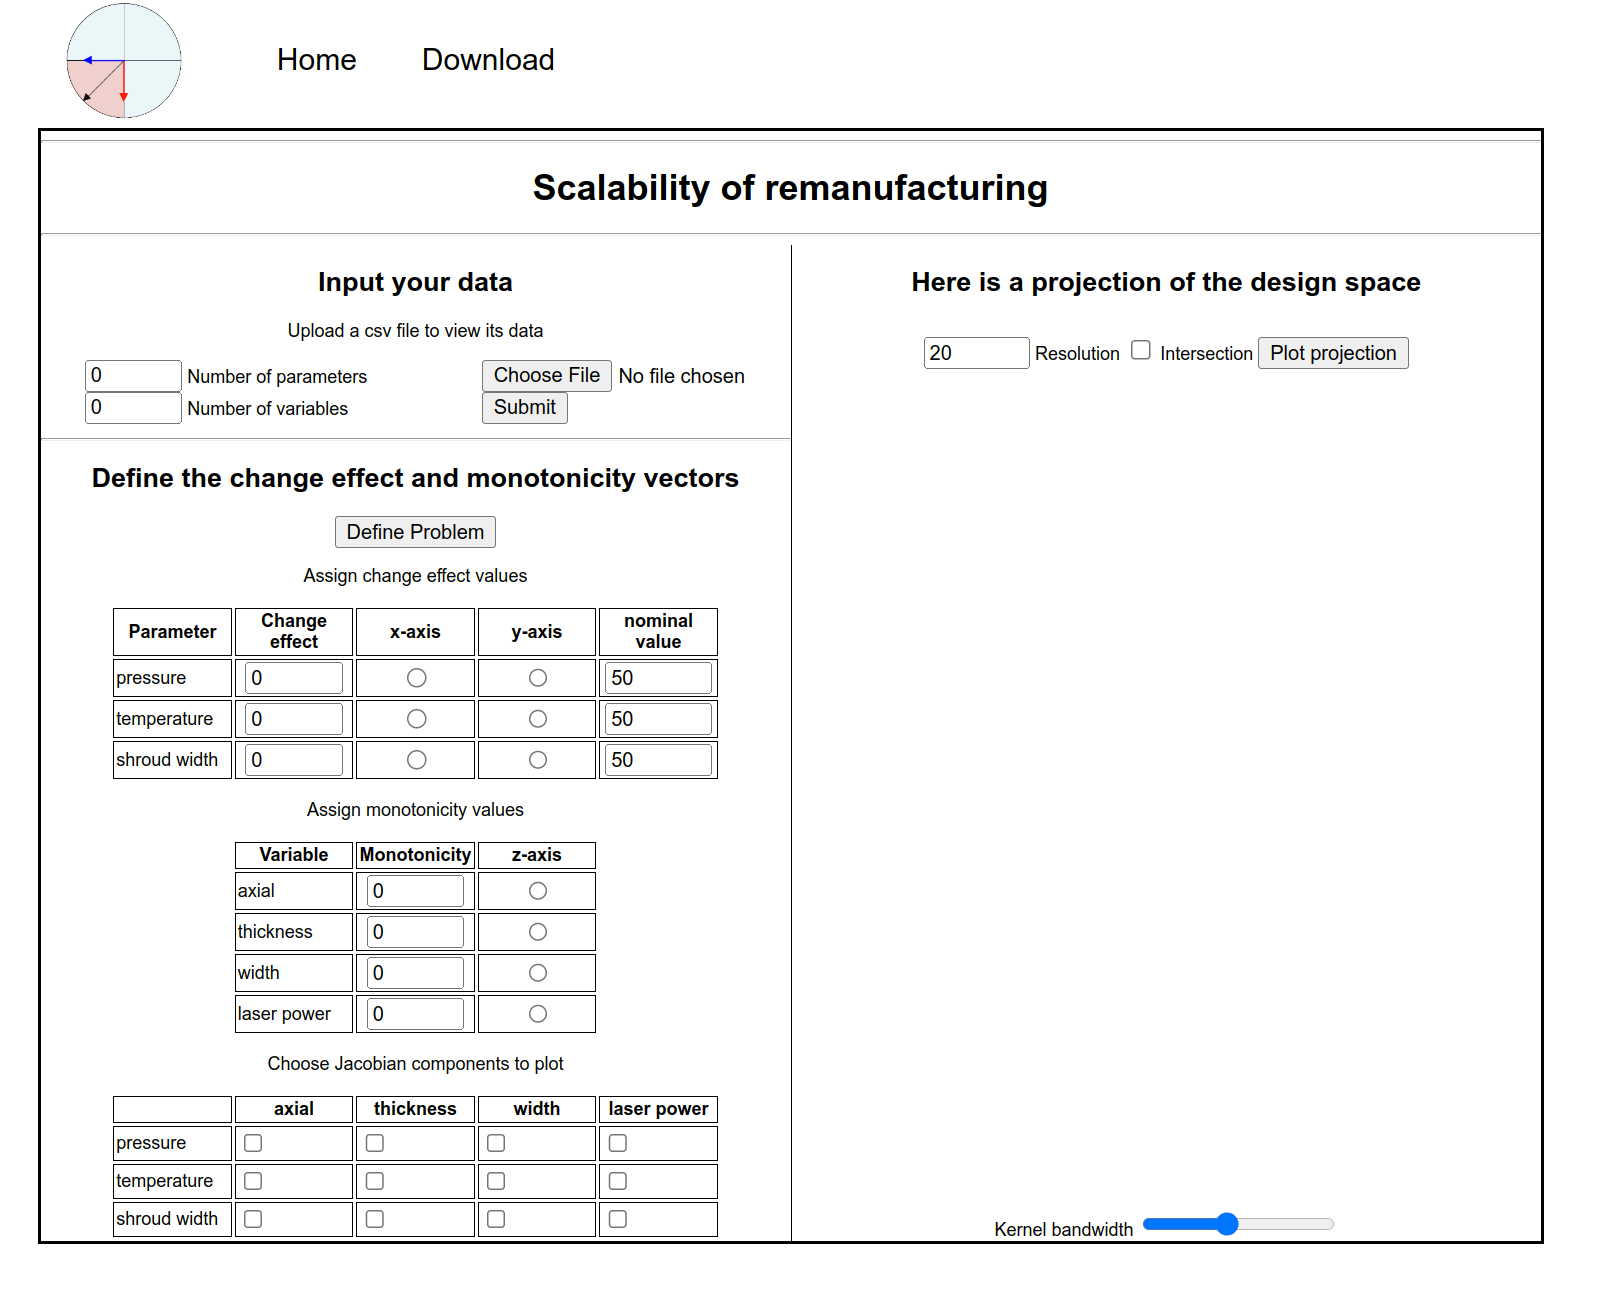 Home Download
Scalability of remanufacturing
Input your data
Upload a csv file to view its data
0 Number of parameters Choose File No file chosen
0 Number of variables Submit
Define the change effect and monotonicity vectors
Define Problem
Assign change effect values
Parameter Change effect x-axis y-axis nominal value
pressure 0 50
temperature 0 50
shroud width 0 50
Assign monotonicity values
Variable Monotonicity z-axis
axial 0
thickness 0
width 0
laser power 0
Choose Jacobian components to plot
axial thickness width laser power
pressure
temperature
shroud width
Here is a projection of the design space
20 Resolution Intersection Plot projection
Kernel bandwidth